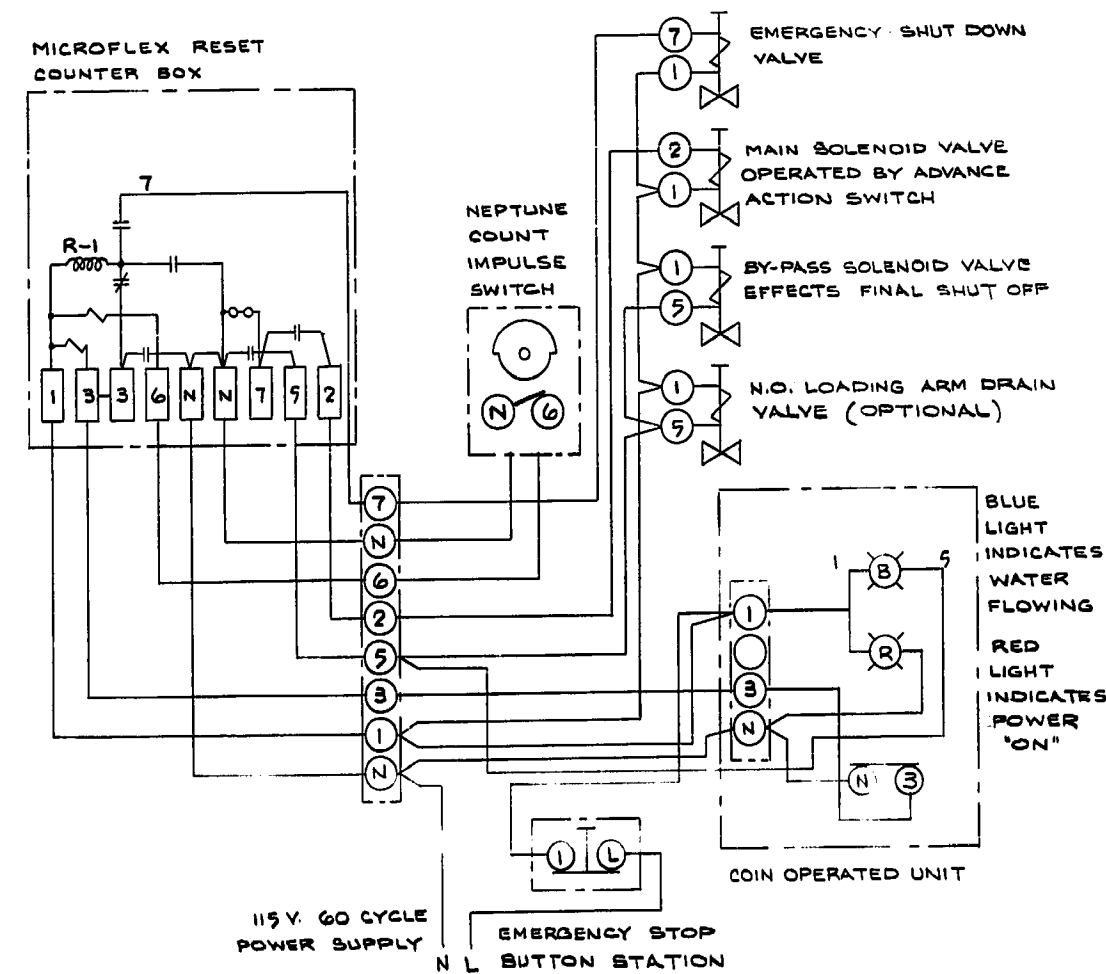 MICROFLEX RESET
COUNTER BOX
7
R-1
1 3 3 6 N N 7 5 2
NEPTUNE
COUNT
IMPULSE
SWITCH
N 6
7
1
EMERGENCY SHUT DOWN
VALVE
2
1
MAIN SOLENOID VALVE
OPERATED BY ADVANCE
ACTION SWITCH
1
5
BY-PASS SOLENOID VALVE
EFFECTS FINAL SHUT OFF
1
5
N.O. LOADING ARM DRAIN
VALVE (OPTIONAL)
7
N
6
2
5
3
1
N
1
3
N
1 B 5
R
N 3
BLUE
LIGHT
INDICATES
WATER
FLOWING
RED
LIGHT
INDICATES
POWER
"ON"
COIN OPERATED UNIT
1 L
115 V. 60 CYCLE
POWER SUPPLY
N L
EMERGENCY STOP
BUTTON STATION